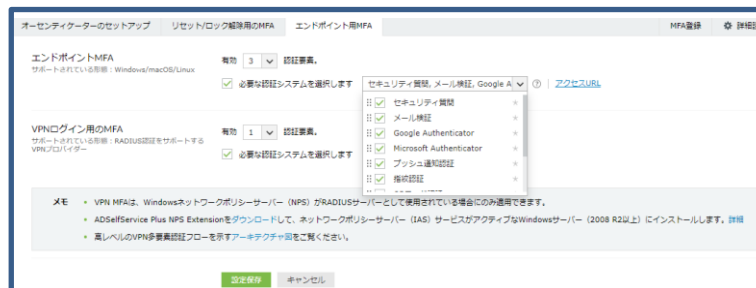 オーセンティケーターのセットアップ リセット/ロック解除用のMFA エンドポイント用MFA MFA登録 詳細
エンドポイントMFA
サポートされている形態：Windows/macOS/Linux
有効 3 認証要素。
必要な認証システムを選択します セキュリティ質問, メール検証, Google A アクセスURL
セキュリティ質問
メール検証
Google Authenticator
Microsoft Authenticator
プッシュ通知認証
指紋認証
VPNログイン用のMFA
サポートされている形態：RADIUS認証をサポートする
VPNプロバイダー
有効 1 認証要素。
必要な認証システムを選択します
メモ
VPN MFAは、Windowsネットワークポリシーサーバー（NPS）がRADIUSサーバーとして使用されている場合にのみ適用できます。
ADSelfService Plus NPS Extensionをダウンロードして、ネットワークポリシーサーバー（IAS）サービスがアクティブなWindowsサーバー（2008 R2以上）にインストールします。詳細
高レベルのVPN多要素認証フローを示すアーキテクチャ図をご覧ください。
設定保存 キャンセル